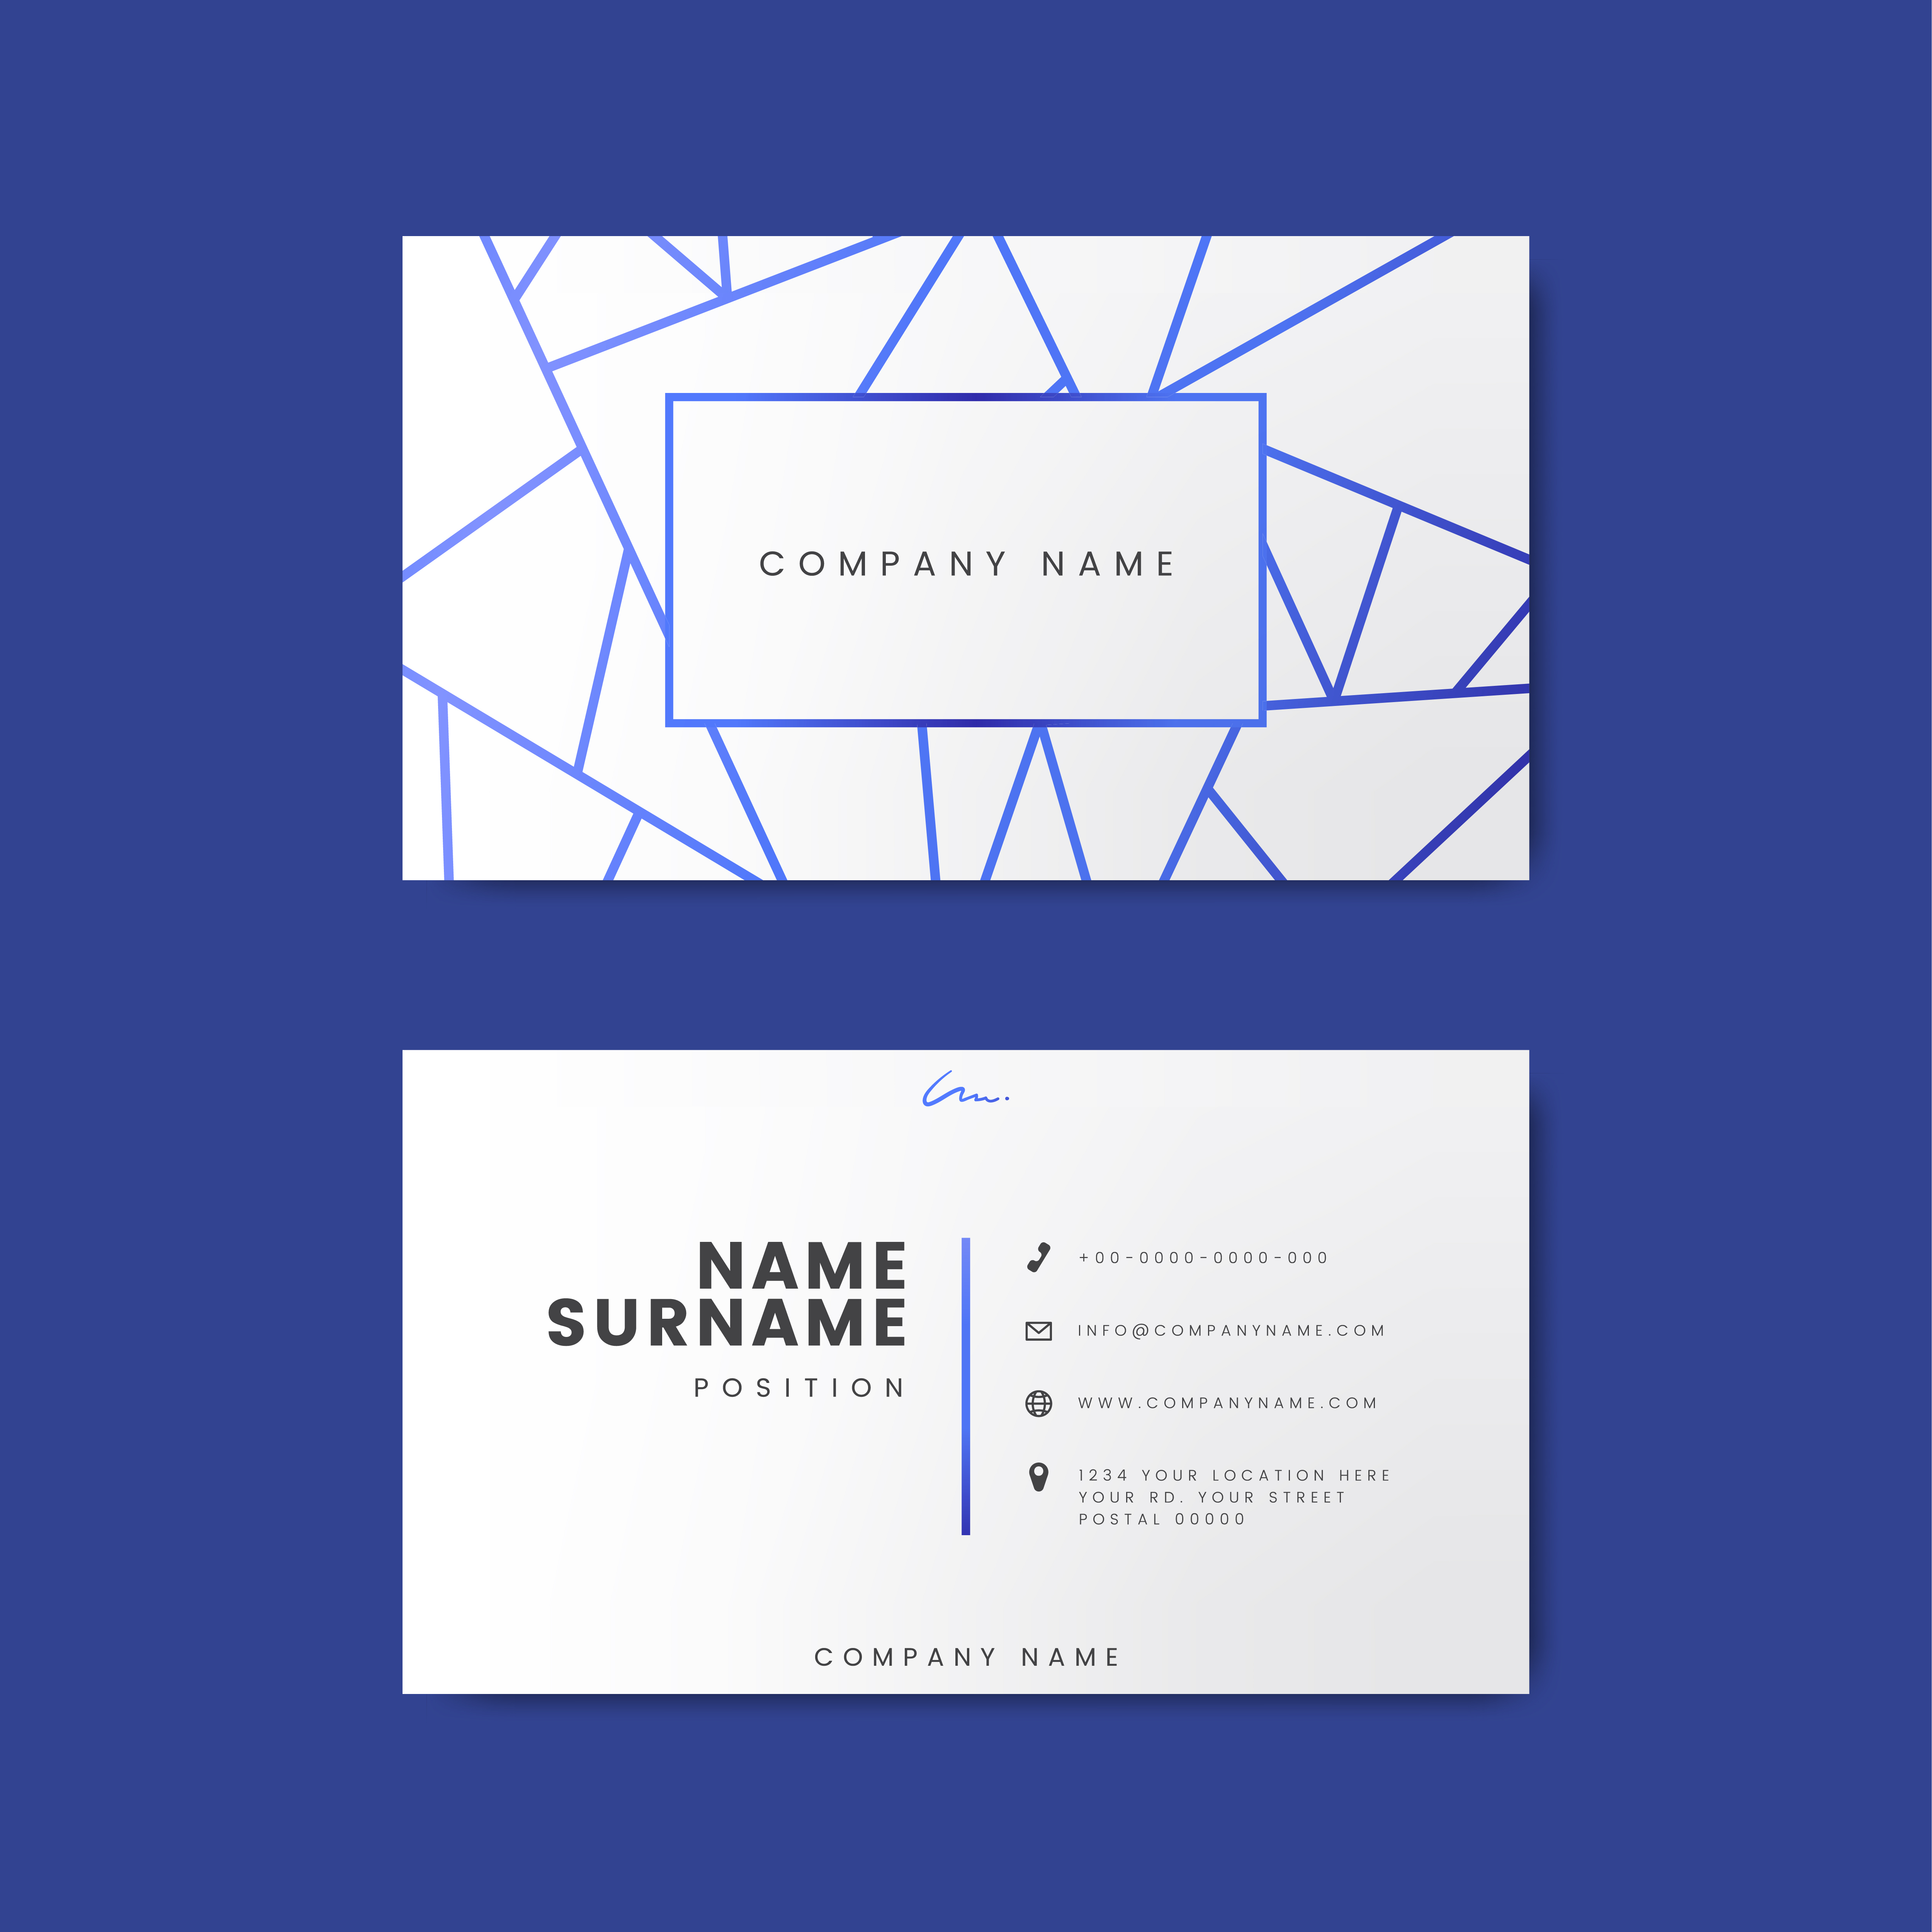 COMPANY NAME
NAME
SURNAME
POSITION
+00-0000-0000-000
INFO@COMPANYNAME.COM
WWW.COMPANYNAME.COM
1234 YOUR LOCATION HERE
YOUR RD. YOUR STREET
POSTAL 00000
COMPANY NAME